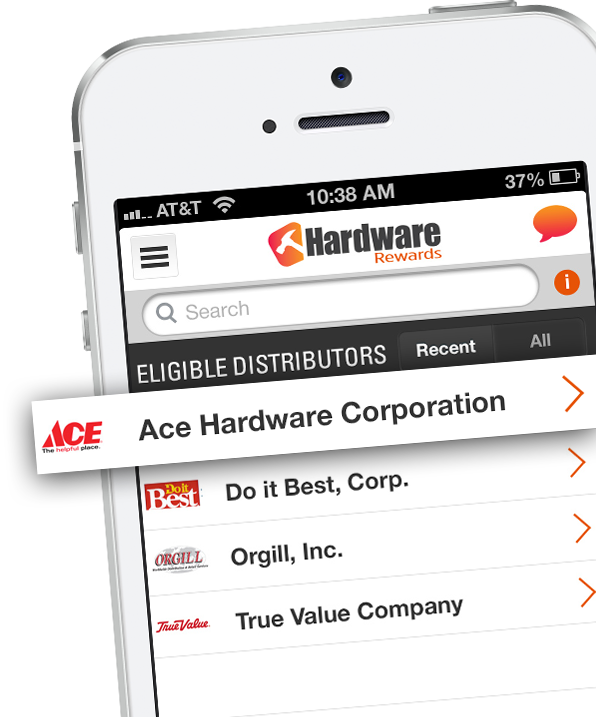 AT&T 10:38 AM 37%
Hardware
Rewards
Search i
ELIGIBLE DISTRIBUTORS Recent All
ACE
The helpful place.
Ace Hardware Corporation
Do it
Best
Do it Best, Corp.
ORGILL
Orgill, Inc.
True Value
True Value Company